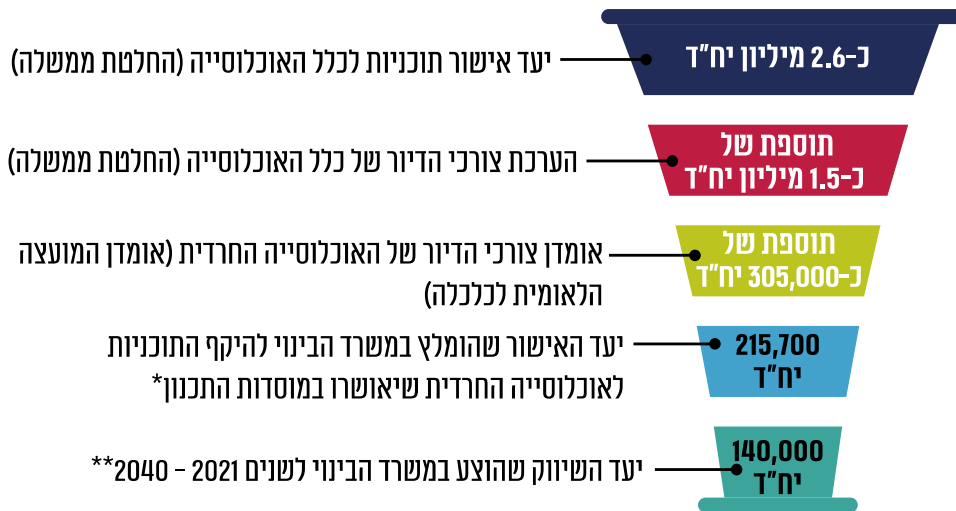 כ-2.6 מיליון יח"ד
יעד אישור תוכניות לכלל האוכלוסייה (החלטת ממשלה)
תוספת של
כ-1.5 מיליון יח"ד
הערכת צורכי הדיור של כלל האוכלוסייה (החלטת ממשלה)
תוספת של
כ-305,000 יח"ד
אומדן צורכי הדיור של האוכלוסייה החרדית (אומדן המועצה
הלאומית לכלכלה)
215,700
יח"ד
יעד האישור שהומלץ במשרד הבינוי להיקף התוכניות
לאוכלוסייה החרדית שיאושרו במוסדות התכנון*
140,000
יח"ד
יעד השיווק שהוצע במשרד הבינוי לשנים 2021 - 2040**